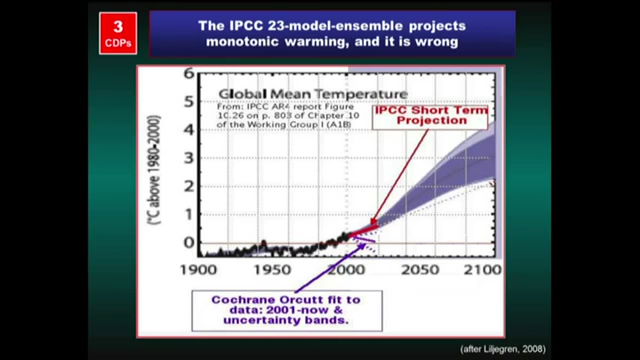 3
CDPs
The IPCC 23-model-ensemble projects
monotonic warming, and it is wrong
6
5
4
3
2
1
0
(°C above 1980-2000)
Global Mean Temperature
From: IPCC AR4 report Figure
10.26 on p. 803 of Chapter 10
of the Working Group I (A1B)
IPCC Short Term
Projection
1900
1950
2000
2050
2100
Cochrane Orcutt fit to
data: 2001-now &
uncertainty bands.
(after Liljegren, 2008)